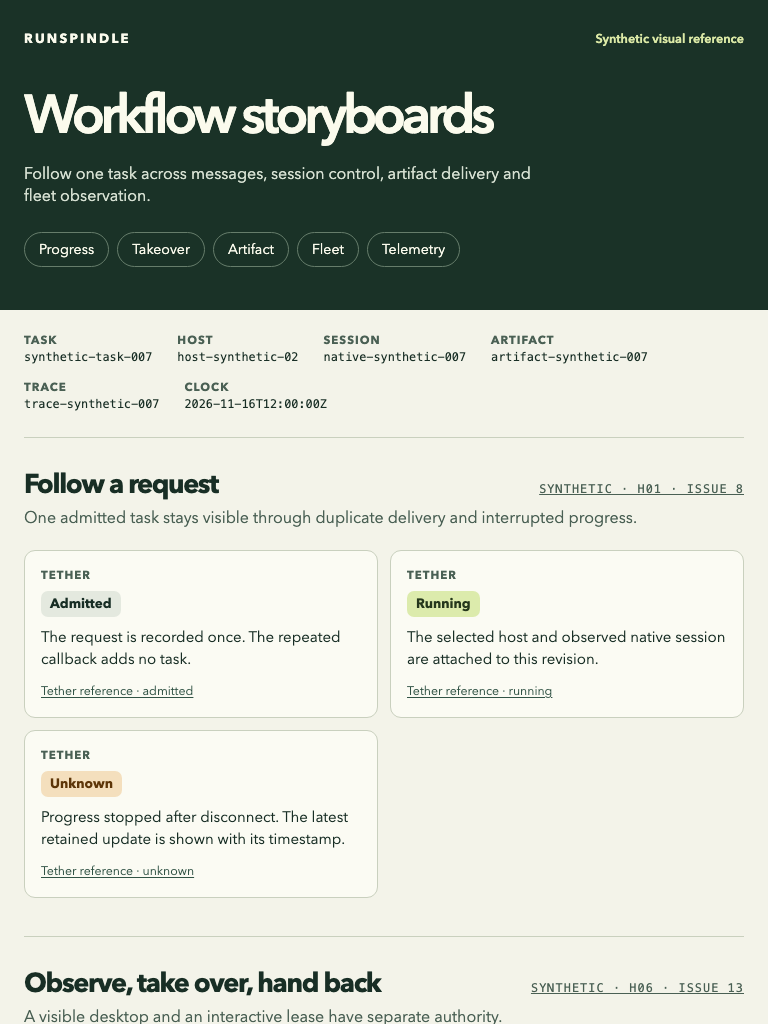 RUNSPINDLE
Synthetic visual reference
Workflow storyboards
Follow one task across messages, session control, artifact delivery and
fleet observation.
Progress
Takeover
Artifact
Fleet
Telemetry
TASK
synthetic-task-007
HOST
host-synthetic-02
SESSION
native-synthetic-007
ARTIFACT
artifact-synthetic-007
TRACE
trace-synthetic-007
CLOCK
2026-11-16T12:00:00Z
Follow a request
SYNTHETIC · H01 · ISSUE 8
One admitted task stays visible through duplicate delivery and interrupted progress.
TETHER
Admitted
The request is recorded once. The repeated
callback adds no task.
Tether reference · admitted
TETHER
Running
The selected host and observed native session
are attached to this revision.
Tether reference · running
TETHER
Unknown
Progress stopped after disconnect. The latest
retained update is shown with its timestamp.
Tether reference · unknown
Observe, take over, hand back
SYNTHETIC · H06 · ISSUE 13
A visible desktop and an interactive lease have separate authority.